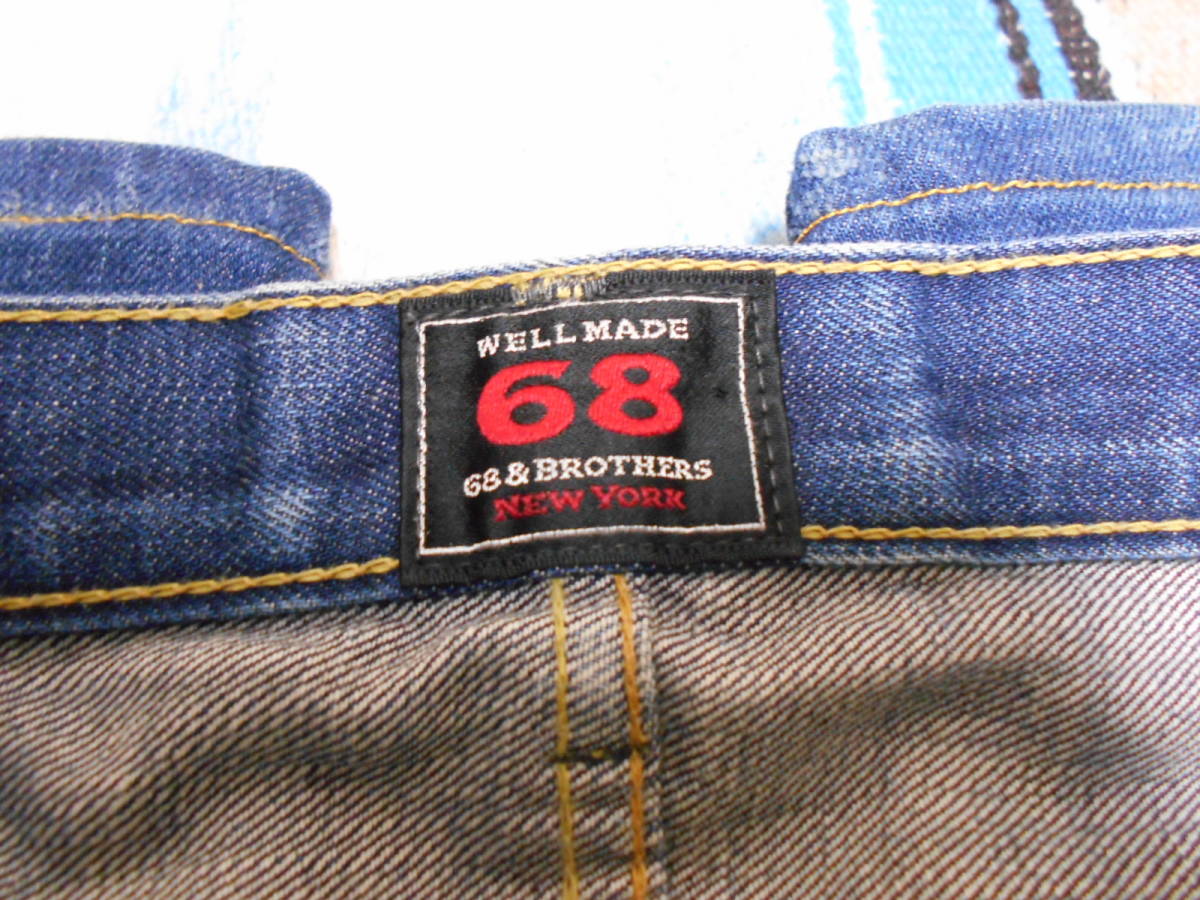 WELL MADE
68
68 & BROTHERS
NEW YORK